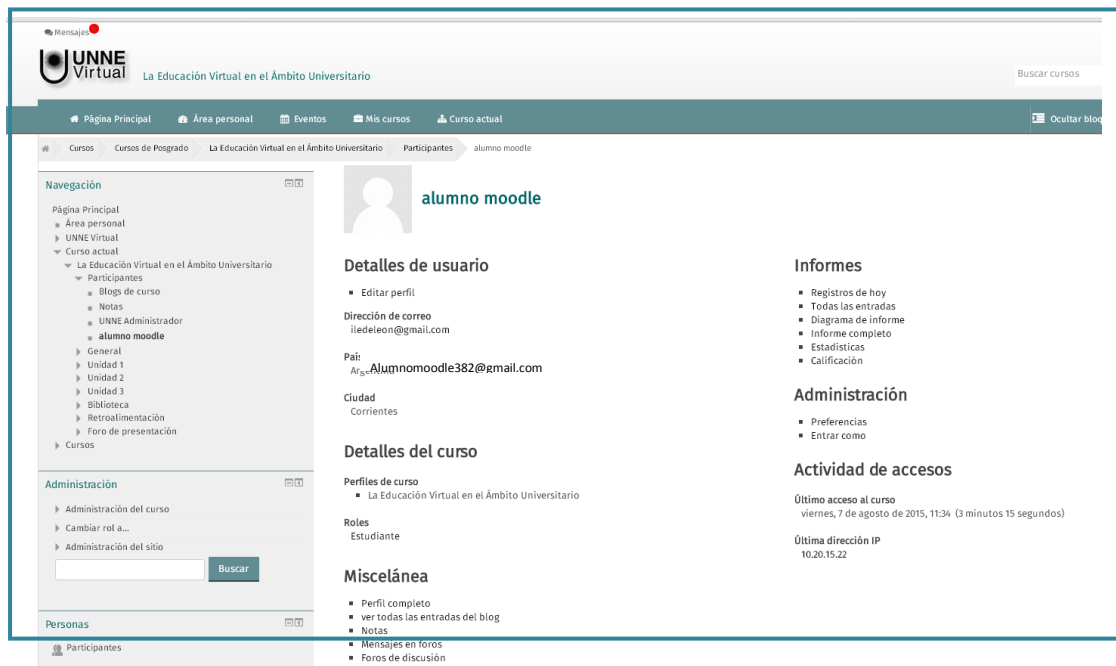 Mensajes
UNNE
Virtual
La Educación Virtual en el Ámbito Universitario
Buscar cursos
Página Principal Área personal Eventos Mis cursos Curso actual Ocultar bloq
Cursos Cursos de Posgrado La Educación Virtual en el Ámbito Universitario Participantes alumno moodle
Navegación
Página Principal
Área personal
UNNE Virtual
Curso actual
La Educación Virtual en el Ámbito Universitario
Participantes
Blogs de curso
Notas
UNNE Administrador
alumno moodle
General
Unidad 1
Unidad 2
Unidad 3
Biblioteca
Retroalimentación
Foro de presentación
Cursos
Administración
Administración del curso
Cambiar rol a...
Administración del sitio
Buscar
Personas
Participantes
alumno moodle
Detalles de usuario
Editar perfil
Dirección de correo
iledeleon@gmail.com
Alumnomoodle382@gmail.com
Ciudad
Corrientes
Detalles del curso
Perfiles de curso
La Educación Virtual en el Ámbito Universitario
Roles
Estudiante
Miscelánea
Perfil completo
ver todas las entradas del blog
Notas
Mensajes en foros
Foros de discusión
Informes
Registros de hoy
Todas las entradas
Diagrama de informe
Informe completo
Estadísticas
Calificación
Administración
Preferencias
Entrar como
Actividad de accesos
Último acceso al curso
viernes, 7 de agosto de 2015, 11:34 (3 minutos 15 segundos)
Última dirección IP
10.20.15.22